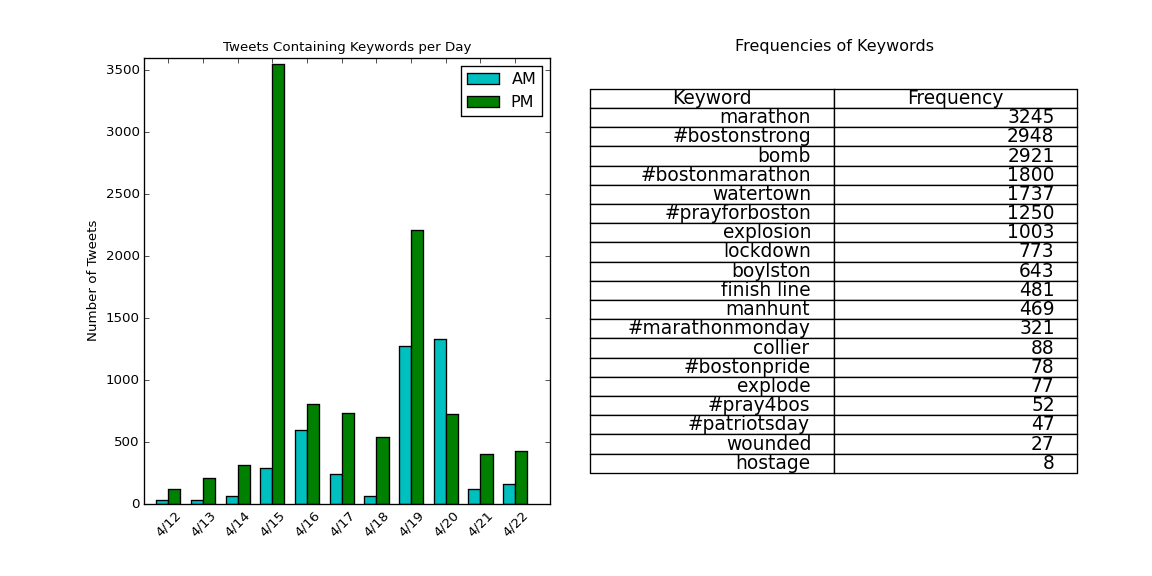 Tweets Containing Keywords per Day
Number of Tweets
3500
3000
2500
2000
1500
1000
500
0
AM
PM
4/12 4/13 4/14 4/15 4/16 4/17 4/18 4/19 4/20 4/21 4/22
Frequencies of Keywords
Keyword Frequency
marathon 3245
#bostonstrong 2948
bomb 2921
#bostonmarathon 1800
watertown 1737
#prayforboston 1250
explosion 1003
lockdown 773
boylston 643
finish line 481
manhunt 469
#marathonmonday 321
collier 88
#bostonpride 78
explode 77
#pray4bos 52
#patriotsday 47
wounded 27
hostage 8